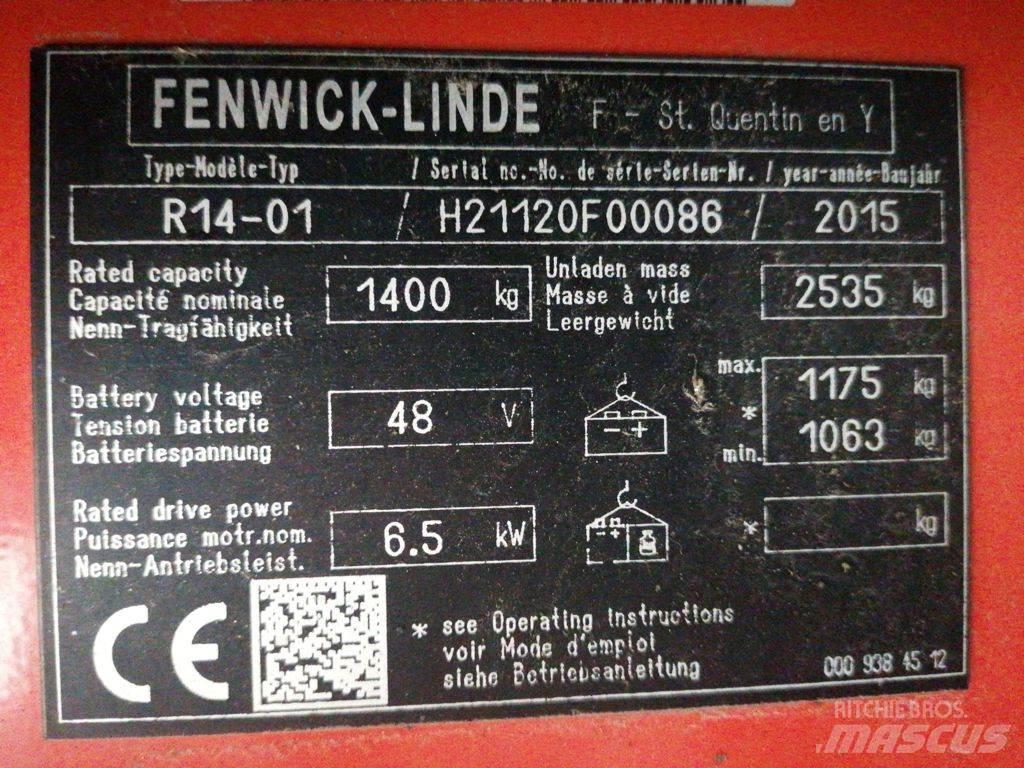 FENWICK-LINDE F - St. Quentin en Y
Type-Modèle-Typ / Serial no.-No. de série-Serien-Nr. / year-année-Baujahr
R14-01 / H21120F00086 / 2015
Rated capacity
Capacité nominale
Nenn-Tragfähigkeit
1400 kg
Unladen mass
Masse à vide
Leergewicht
2535 kg
Battery voltage
Tension batterie
Batteriespannung
48 V
- +
max. 1175 kg
*
min. 1063 kg
Rated drive power
Puissance motr.nom.
Nenn-Antriebsleist.
6.5 kW
- +
* kg
CE
* see Operating instructions
voir Mode d'emploi
siehe Betriebsanleitung
000 938 45 12
RITCHIE BROS.
MASCUS